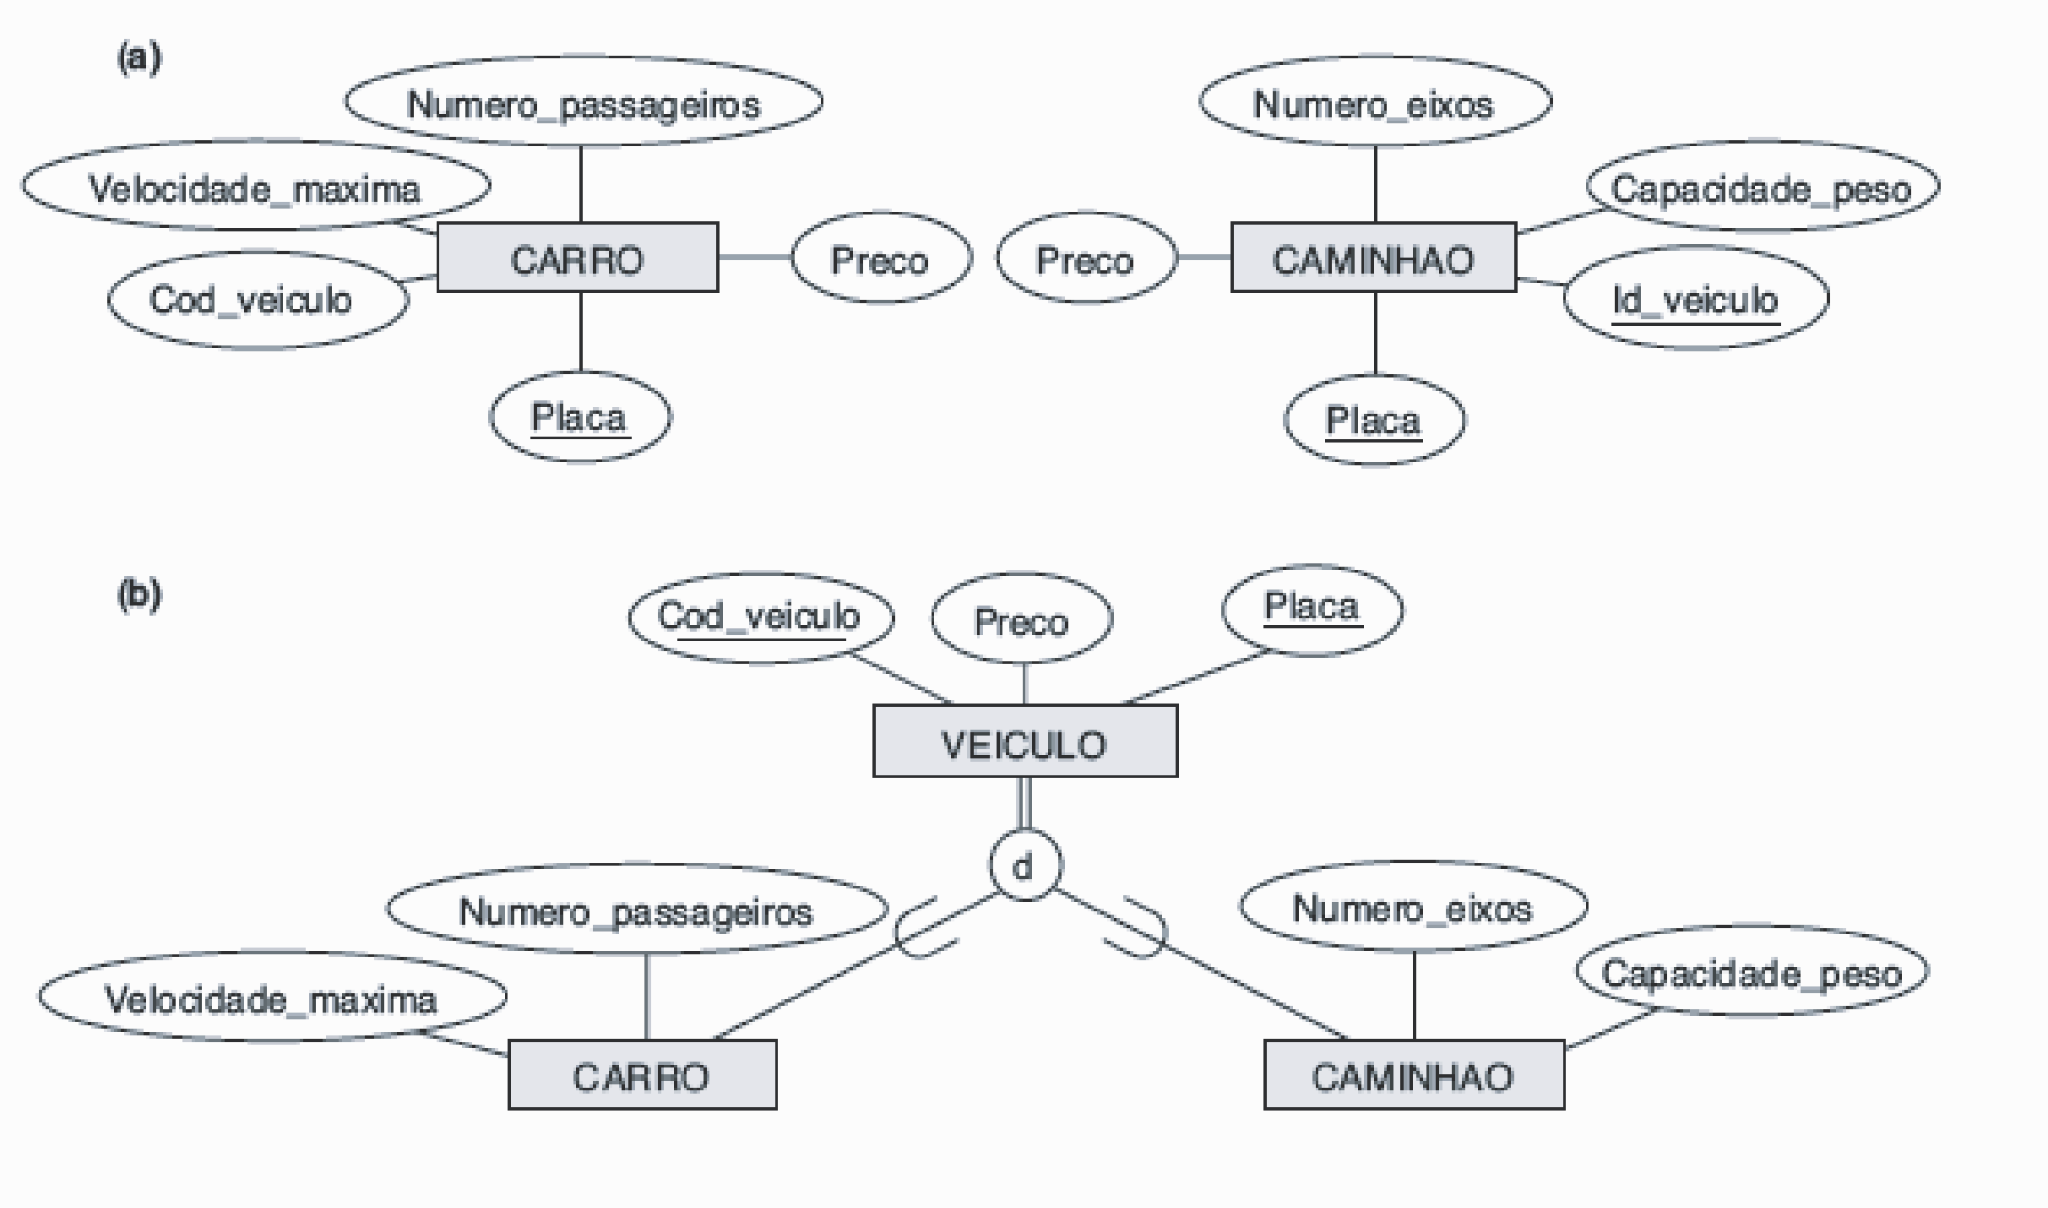 (a)
Numero_passageiros
Numero_eixos
Velocidade_maxima
Capacidade_peso
CARRO
Preco
Preco
CAMINHAO
Cod_veiculo
Id_veiculo
Placa
Placa
(b)
Cod_veiculo
Preco
Placa
VEICULO
d
Numero_passageiros
Numero_eixos
Velocidade_maxima
Capacidade_peso
CARRO
CAMINHAO